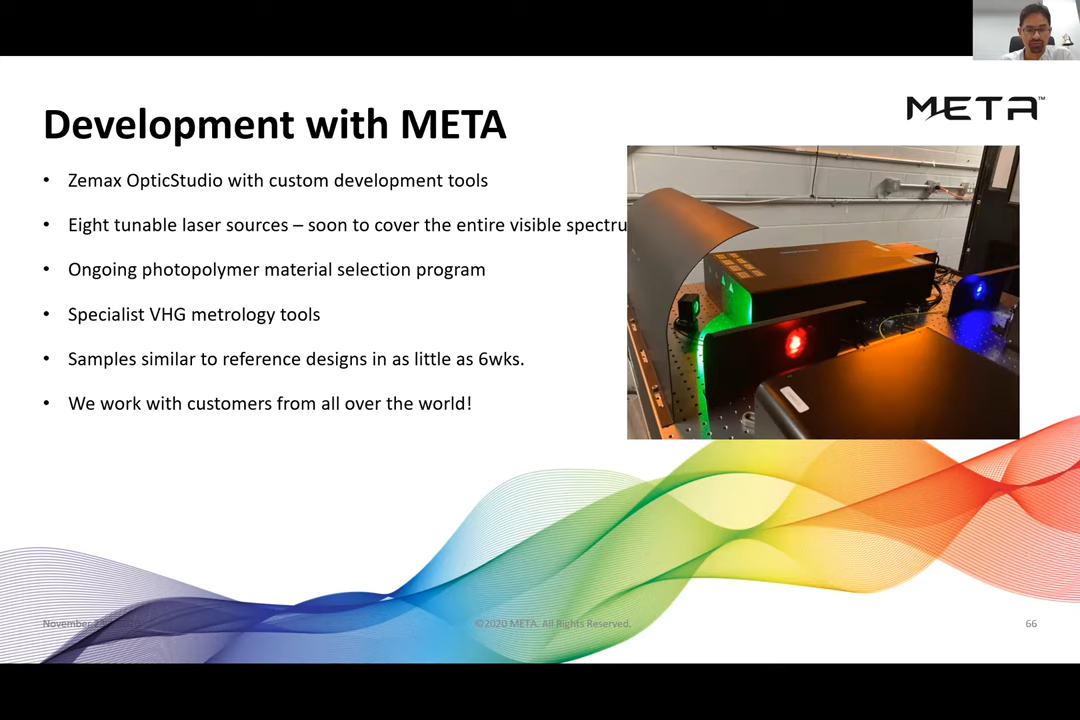 META™
Development with META
• Zemax OpticStudio with custom development tools
• Eight tunable laser sources – soon to cover the entire visible spectru
• Ongoing photopolymer material selection program
• Specialist VHG metrology tools
• Samples similar to reference designs in as little as 6wks.
• We work with customers from all over the world!
November
©2020 META. All Rights Reserved.
66